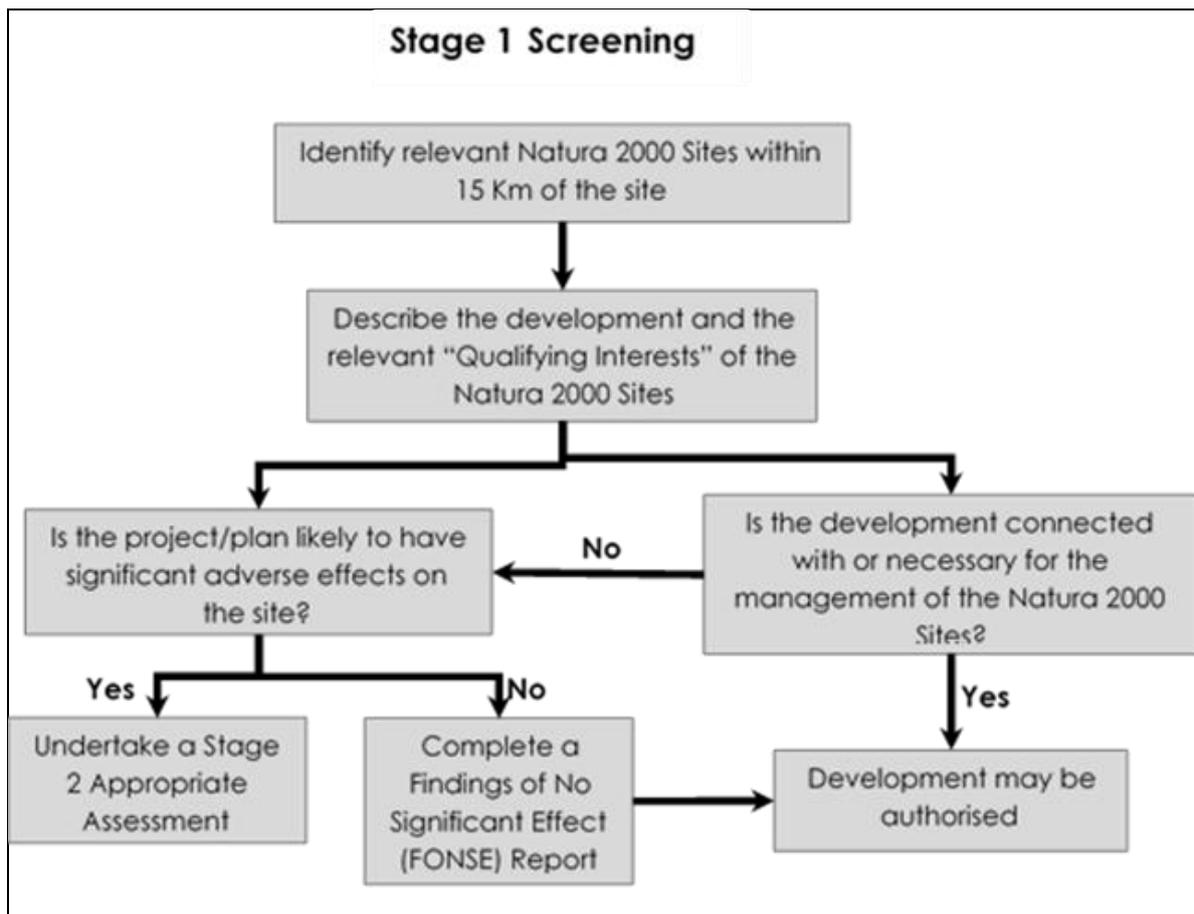 Stage 1 Screening
Identify relevant Natura 2000 Sites within
15 Km of the site
Describe the development and the
relevant “Qualifying Interests” of the
Natura 2000 Sites
Is the project/plan likely to have
significant adverse effects on
the site?
No
Is the development connected
with or necessary for the
management of the Natura 2000
Sites?
Yes
No
Yes
Undertake a Stage
2 Appropriate
Assessment
Complete a
Findings of No
Significant Effect
(FONSE) Report
Development may be
authorised